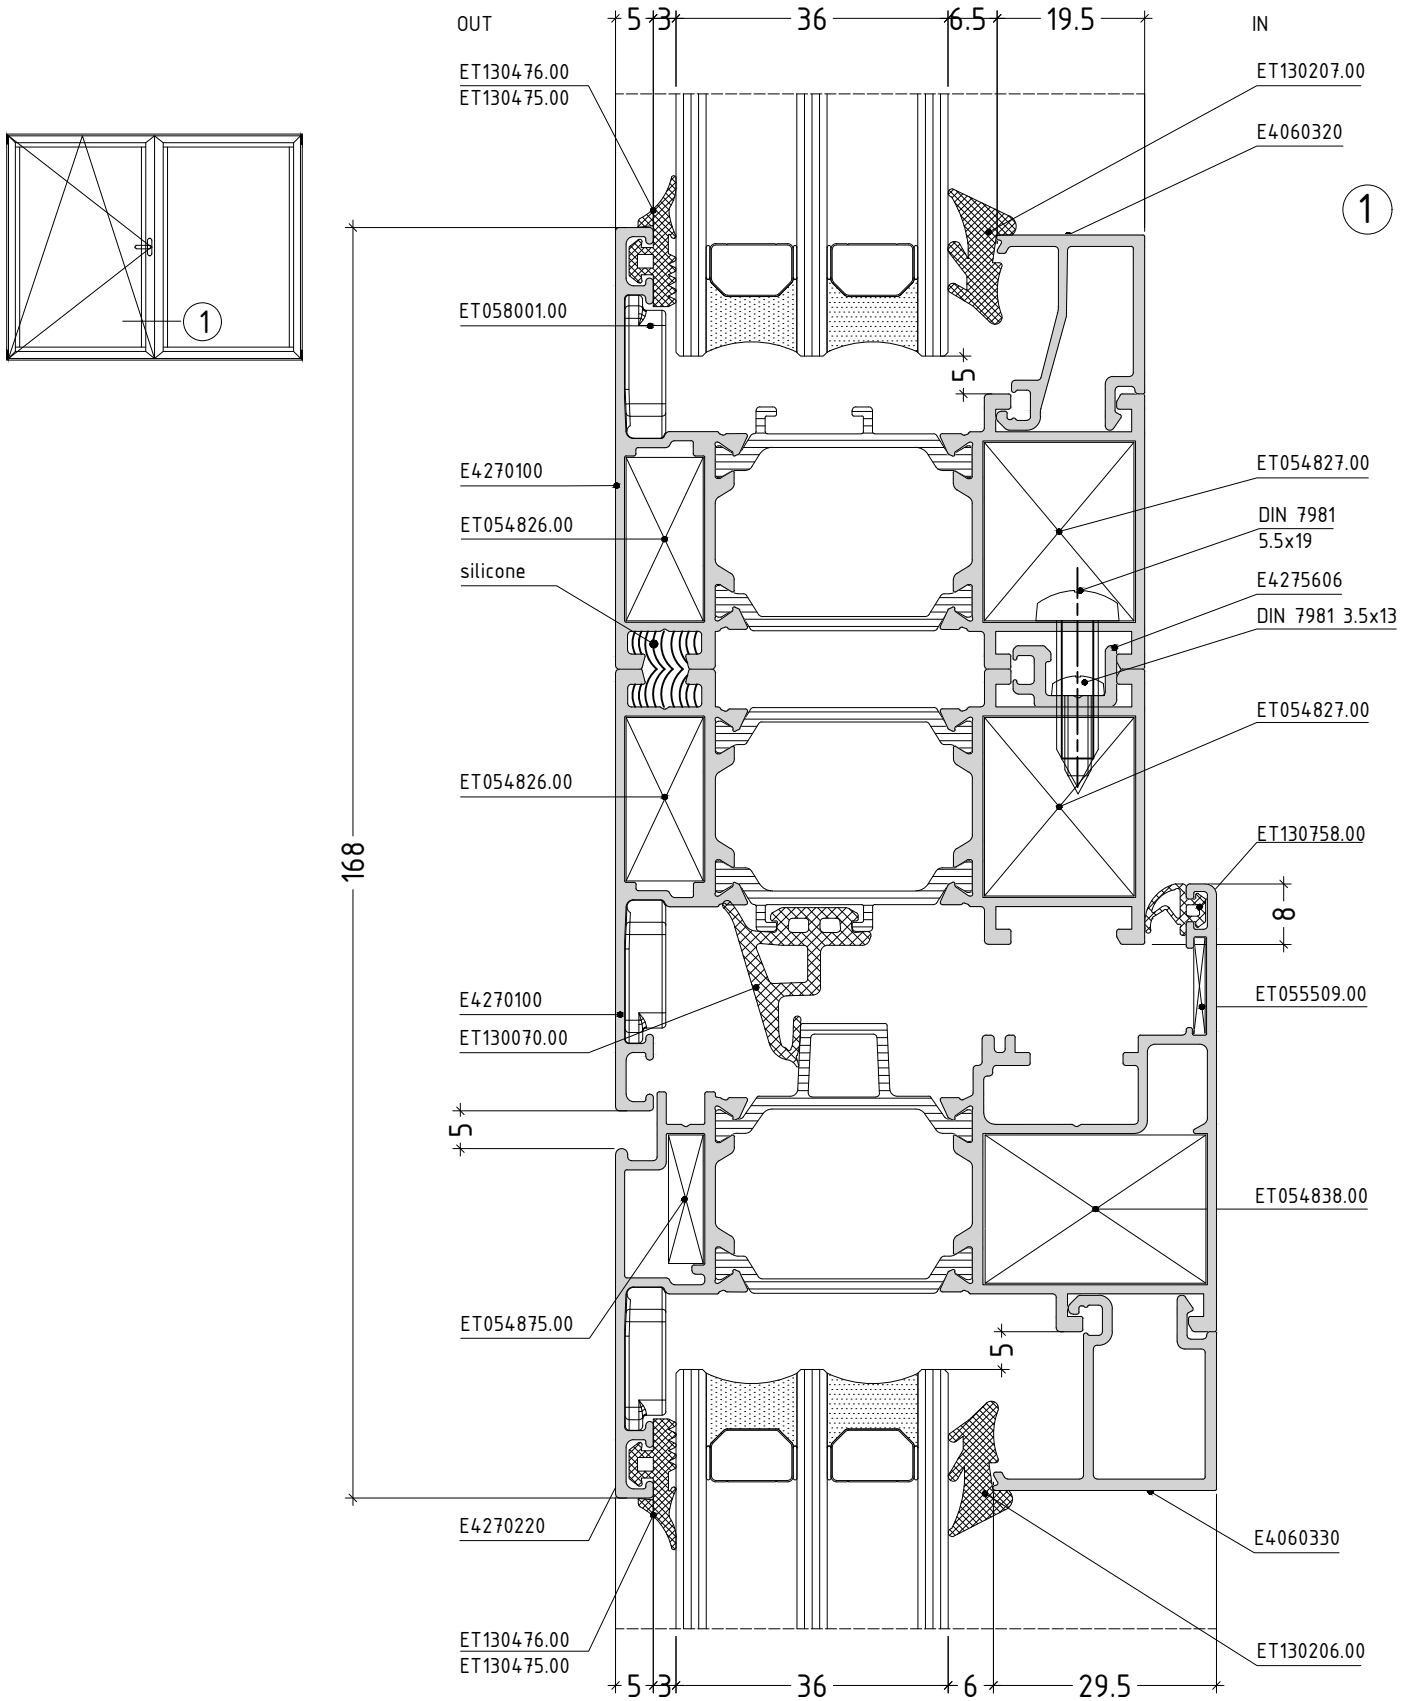 OUT
5
3
36
6.5
19.5
IN
ET130476.00
ET130475.00
ET130207.00
E4060320
1
1
ET058001.00
5
E4270100
ET054826.00
silicone
ET054827.00
DIN 7981
5.5x19
E4275606
DIN 7981 3.5x13
ET054827.00
ET054826.00
168
ET130758.00
8
E4270100
ET130070.00
ET055509.00
5
ET054838.00
ET054875.00
5
E4270220
E4060330
ET130476.00
ET130475.00
ET130206.00
5
3
36
6
29.5